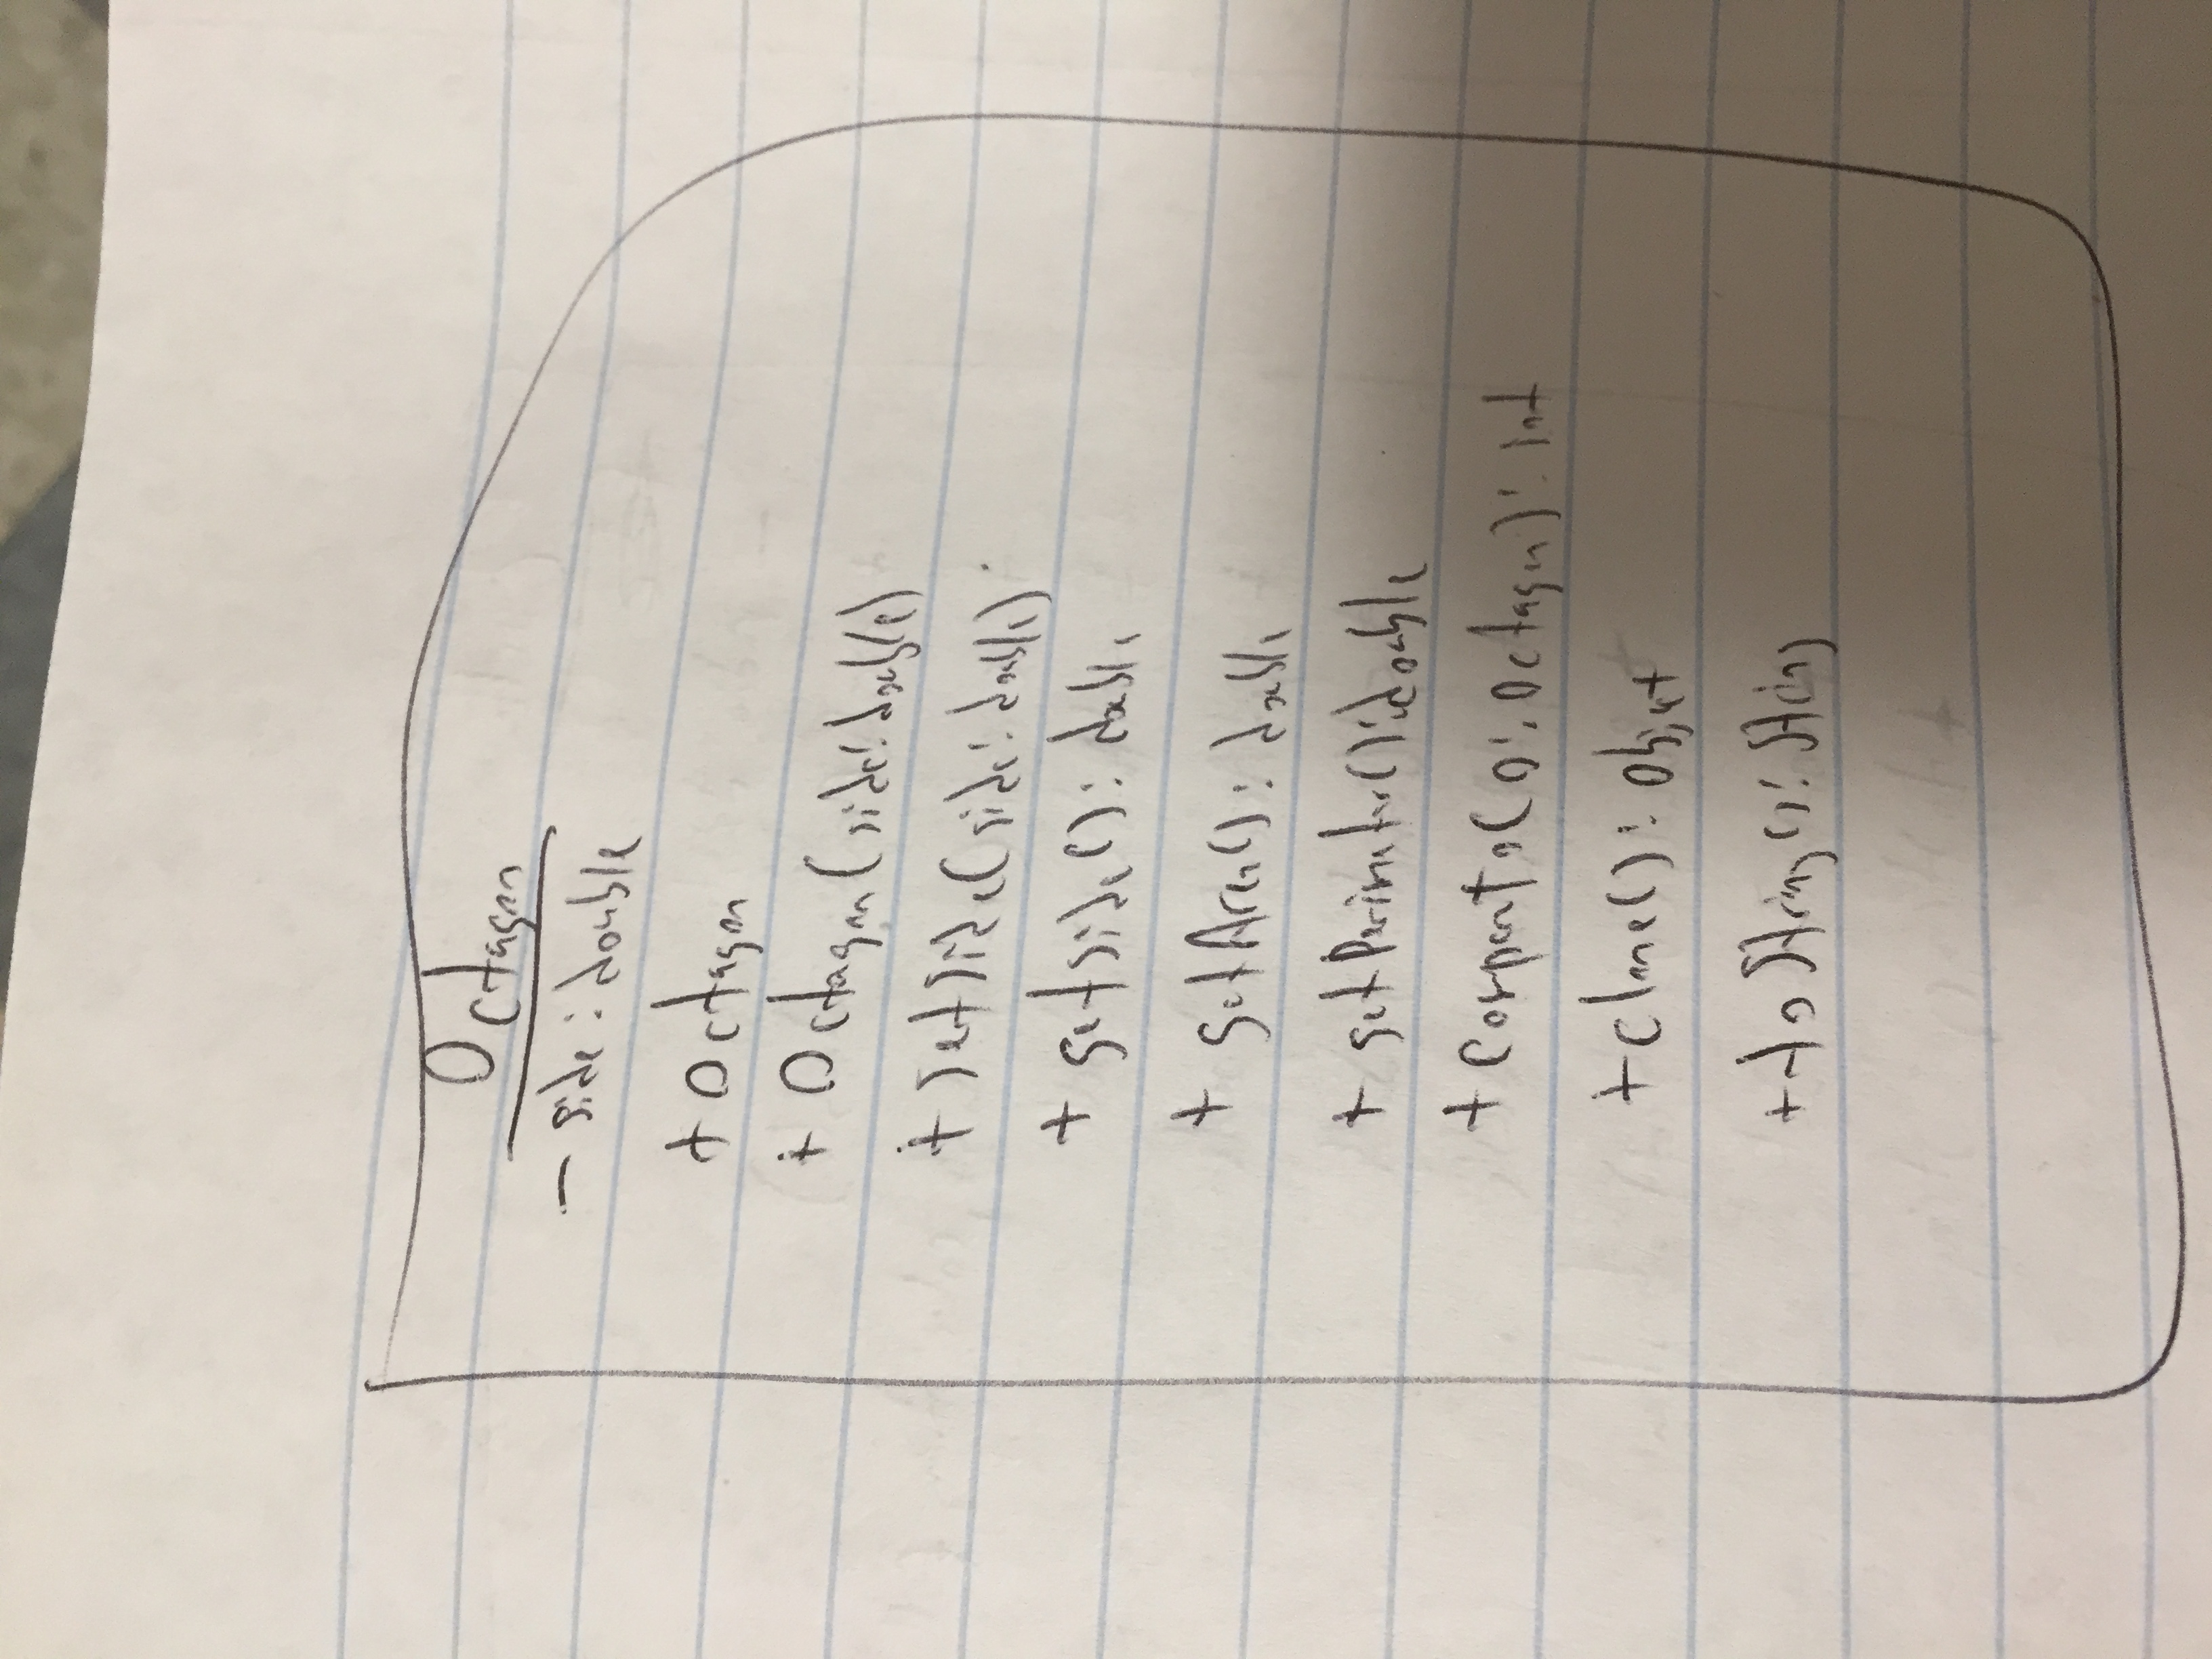 Octagon
- side : double
+ Octagon
+ Octagon (side: double)
+ setside(side: double)
+ getside(): double
+ getArea(): double
+ getPerimeter(): double
+ Comparto(O: Octagon): int
+ clone(): object
+ toString(): String